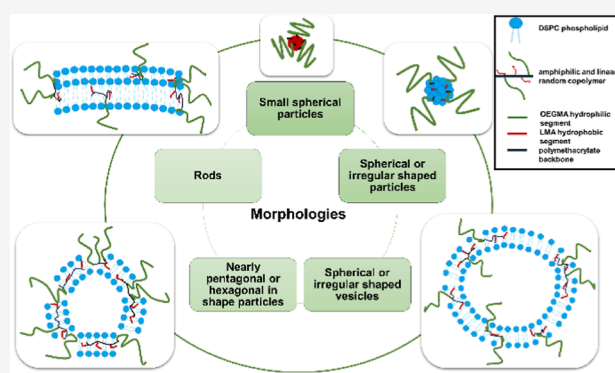 DSPC phospholipid
amphiphilic and linear
random copolymer
OEGMA hydrophilic
segment
LMA hydrophobic
segment
polymethacrylate
backbone
Small spherical
particles
Rods
Spherical or
irregular shaped
particles
Morphologies
Nearly
pentagonal or
hexagonal in
shape particles
Spherical or
irregular shaped
vesicles